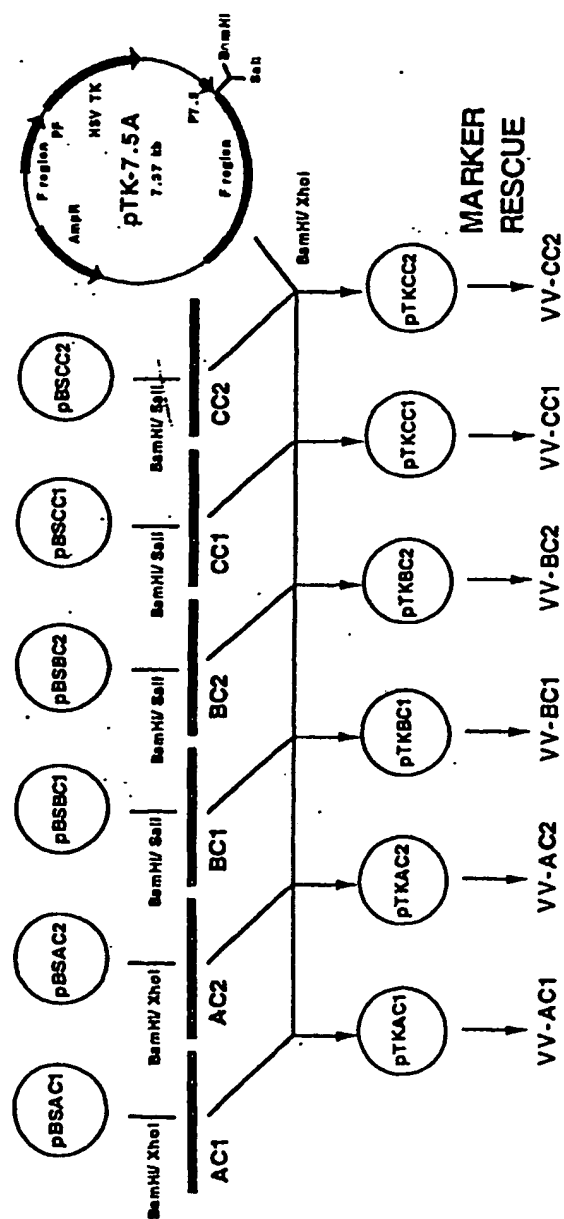 pBSAC1
pBSAC2
pBSBC1
pBSBC2
pBSCC1
pBSCC2
BamHI/ XhoI
BamHI/ XhoI
BamHI/ SalI
BamHI/ SalI
BamHI/ SalI
BamHI/ SalI
AC1
AC2
BC1
BC2
CC1
CC2
F region
PF
HSV TK
AmpR
pTK-7.5A
7.37 kb
P7.5
F region
BamHI
SalI
BamHI/ XhoI
pTKAC1
pTKAC2
pTKBC1
pTKBC2
pTKCC1
pTKCC2
MARKER
RESCUE
VV-AC1
VV-AC2
VV-BC1
VV-BC2
VV-CC1
VV-CC2